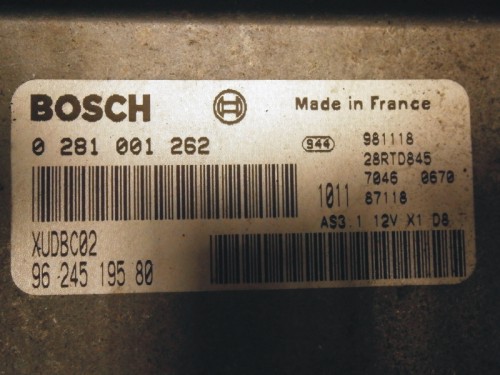 BOSCH Made in France
0 281 001 262 944 981118
28RTD845
7046 0670
1011 87118
AS3.1 12V X1 D8
XUDBC02
96 245 195 80